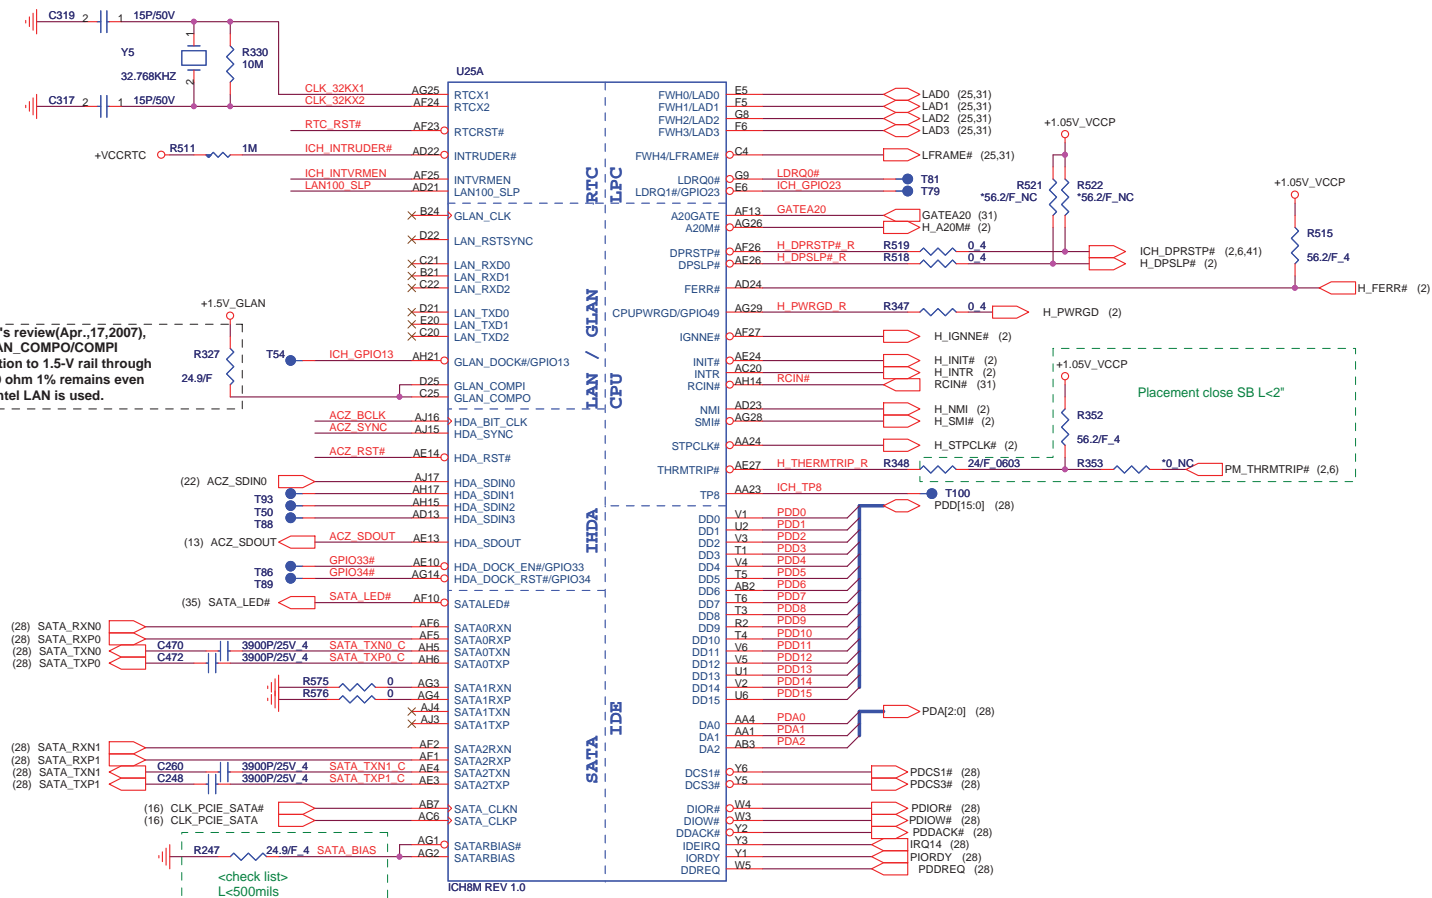 C319 2 1 15P/50V
Y5
1
2
32.768KHZ
R330
10M
C317 2 1 15P/50V
U25A
CLK_32KX1 AG25 RTCX1
CLK_32KX2 AF24 RTCX2
RTC_RST# AF23 RTCRST#
+VCCRTC R511 1M ICH_INTRUDER# AD22 INTRUDER#
ICH_INTVRMEN AF25 INTVRMEN
LAN100_SLP AD21 LAN100_SLP
RTC
LPC
B24 GLAN_CLK
D22 LAN_RSTSYNC
C21 LAN_RXD0
B21 LAN_RXD1
C22 LAN_RXD2
D21 LAN_TXD0
E20 LAN_TXD1
C20 LAN_TXD2
+1.5V_GLAN
R327
24.9/F
's review(Apr.,17,2007),
AN_COMPO/COMPI
tion to 1.5-V rail through
ohm 1% remains even
ntel LAN is used.
T54 ICH_GPIO13 AH21 GLAN_DOCK#/GPIO13
D25 GLAN_COMPI
C25 GLAN_COMPO
LAN / GLAN
CPU
ACZ_BCLK AJ16 HDA_BIT_CLK
ACZ_SYNC AJ15 HDA_SYNC
ACZ_RST# AE14 HDA_RST#
(22) ACZ_SDIN0 AJ17 HDA_SDIN0
T93 AH17 HDA_SDIN1
T50 AH15 HDA_SDIN2
T88 AD13 HDA_SDIN3
(13) ACZ_SDOUT ACZ_SDOUT AE13 HDA_SDOUT
T86 GPIO33# AE10 HDA_DOCK_EN#/GPIO33
T89 GPIO34# AG14 HDA_DOCK_RST#/GPIO34
IHDA
(35) SATA_LED# SATA_LED# AF10 SATALED#
(28) SATA_RXN0 AF6 SATA0RXN
(28) SATA_RXP0 AF5 SATA0RXP
(28) SATA_TXN0 C470 3900P/25V_4 SATA_TXN0_C AH5 SATA0TXN
(28) SATA_TXP0 C472 3900P/25V_4 SATA_TXP0_C AH6 SATA0TXP
R575 0 AG3 SATA1RXN
R576 0 AG4 SATA1RXP
AJ4 SATA1TXN
AJ3 SATA1TXP
(28) SATA_RXN1 AF2 SATA2RXN
(28) SATA_RXP1 AF1 SATA2RXP
(28) SATA_TXN1 C260 3900P/25V_4 SATA_TXN1_C AE4 SATA2TXN
(28) SATA_TXP1 C248 3900P/25V_4 SATA_TXP1_C AE3 SATA2TXP
(16) CLK_PCIE_SATA# AB7 SATA_CLKN
(16) CLK_PCIE_SATA AC6 SATA_CLKP
AG1 SATARBIAS#
R247 24.9/F_4 SATA_BIAS AG2 SATARBIAS
<check list>
L<500mils
SATA
IDE
ICH8M REV 1.0
FWH0/LAD0 E5 LAD0 (25,31)
FWH1/LAD1 F5 LAD1 (25,31)
FWH2/LAD2 G8 LAD2 (25,31)
FWH3/LAD3 F6 LAD3 (25,31)
FWH4/LFRAME# C4 LFRAME# (25,31)
LDRQ0# G9 LDRQ0# T81
LDRQ1#/GPIO23 E6 ICH_GPIO23 T79
+1.05V_VCCP
R521
*56.2/F_NC
R522
*56.2/F_NC
+1.05V_VCCP
R515
56.2/F_4
A20GATE AF13 GATEA20 GATEA20 (31)
A20M# AG26 H_A20M# (2)
DPRSTP# AF26 H_DPRSTP#_R R519 0_4 ICH_DPRSTP# (2,6,41)
DPSLP# AE26 H_DPSLP#_R R518 0_4 H_DPSLP# (2)
FERR# AD24 H_FERR# (2)
CPUPWRGD/GPIO49 AG29 H_PWRGD_R R347 0_4 H_PWRGD (2)
IGNNE# AF27 H_IGNNE# (2)
INIT# AE24 H_INIT# (2)
INTR AC20 H_INTR (2)
RCIN# AH14 RCIN# RCIN# (31)
+1.05V_VCCP
Placement close SB L<2"
R352
56.2/F_4
NMI AD23 H_NMI (2)
SMI# AG28 H_SMI# (2)
STPCLK# AA24 H_STPCLK# (2)
THRMTRIP# AE27 H_THERMTRIP_R R348 24/F_0603 R353 *0_NC PM_THRMTRIP# (2,6)
TP8 AA23 ICH_TP8 T100
PDD[15:0] (28)
DD0 V1 PDD0
DD1 U2 PDD1
DD2 V3 PDD2
DD3 T1 PDD3
DD4 V4 PDD4
DD5 T5 PDD5
DD6 AB2 PDD6
DD7 T6 PDD7
DD8 T3 PDD8
DD9 R2 PDD9
DD10 T4 PDD10
DD11 V6 PDD11
DD12 V5 PDD12
DD13 U1 PDD13
DD14 V2 PDD14
DD15 U6 PDD15
DA0 AA4 PDA0 PDA[2:0] (28)
DA1 AA1 PDA1
DA2 AB3 PDA2
DCS1# Y6 PDCS1# (28)
DCS3# Y5 PDCS3# (28)
DIOR# W4 PDIOR# (28)
DIOW# W3 PDIOW# (28)
DDACK# Y2 PDDACK# (28)
IDEIRQ Y3 IRQ14 (28)
IORDY Y1 PIORDY (28)
DDREQ W5 PDDREQ (28)